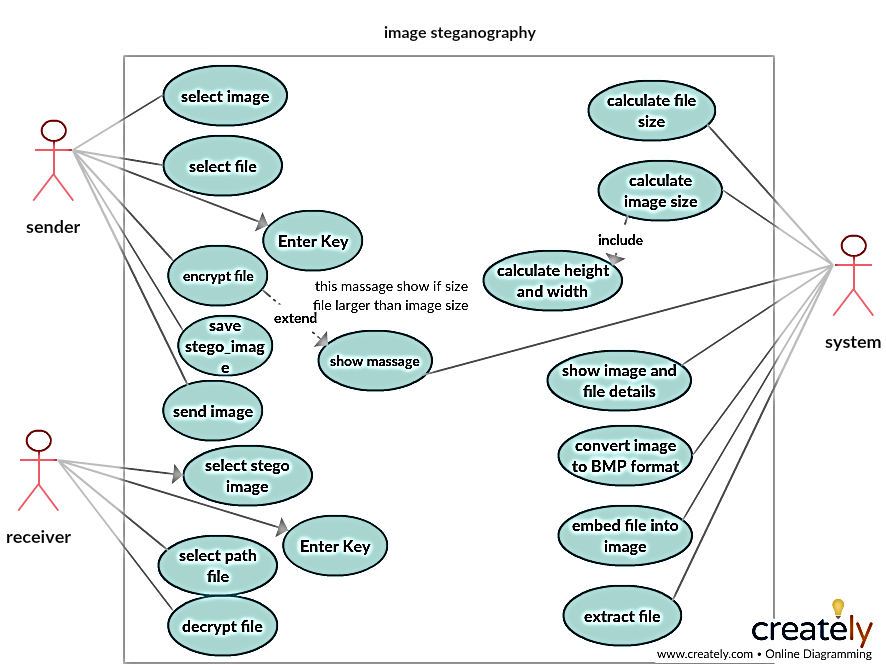 image steganography
select image
select file
Enter Key
encrypt file
this massage show if size
file larger than image size
extend
save
stego_imag
e
show massage
send image
sender
calculate file
size
calculate
image size
include
calculate height
and width
system
show image and
file details
convert image
to BMP format
embed file into
image
extract file
receiver
select stego
image
Enter Key
select path
file
decrypt file
creately
www.creately.com • Online Diagramming